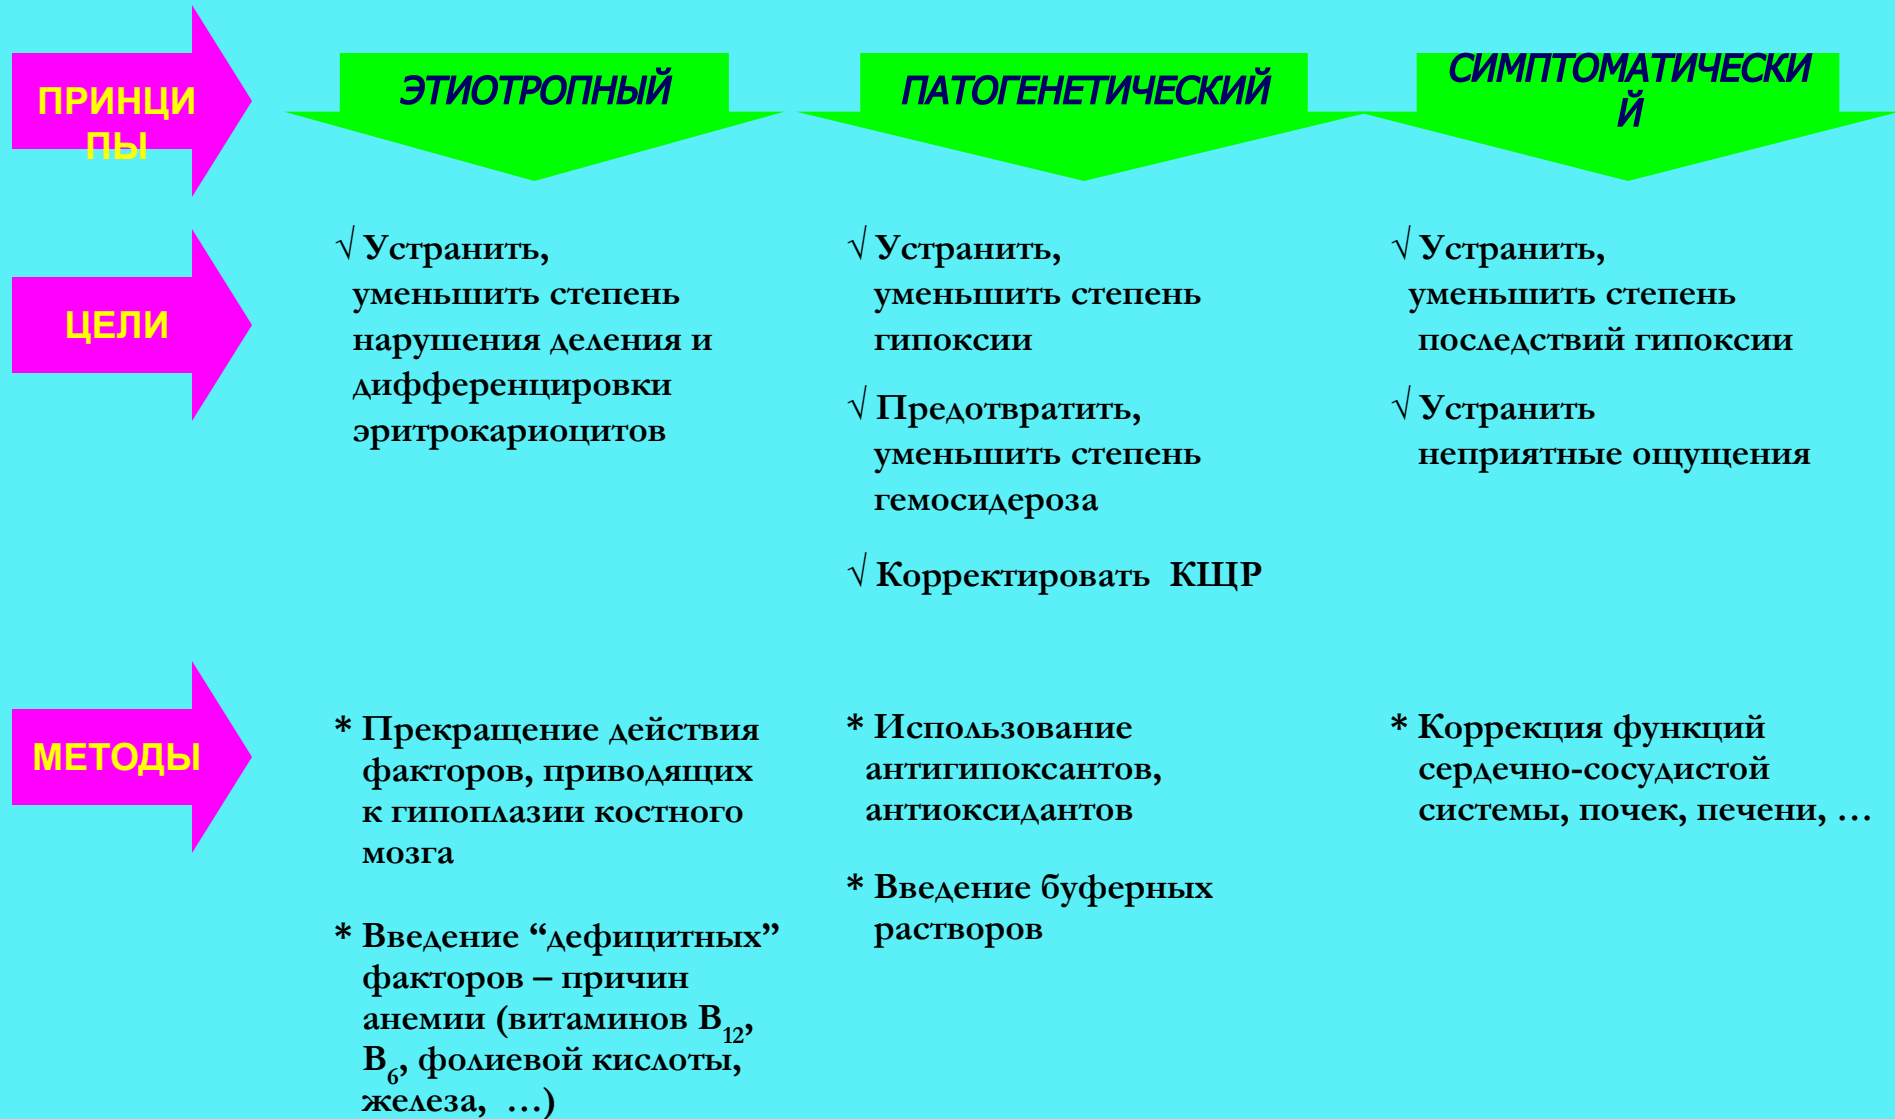 ПРИНЦИ
ПЫ
ЭТИОТРОПНЫЙ
ПАТОГЕНЕТИЧЕСКИЙ
СИМПТОМАТИЧЕСКИ
Й
ЦЕЛИ
√ Устранить,
уменьшить степень
нарушения деления и
дифференцировки
эритрокариоцитов
√ Устранить,
уменьшить степень
гипоксии
√ Предотвратить,
уменьшить степень
гемосидероза
√ Корректировать КЩР
√ Устранить,
уменьшить степень
последствий гипоксии
√ Устранить
неприятные ощущения
МЕТОДЫ
* Прекращение действия
факторов, приводящих
к гипоплазии костного
мозга
* Введение “дефицитных”
факторов – причин
анемии (витаминов В12,
В6, фолиевой кислоты,
железа, …)
* Использование
антигипоксантов,
антиоксидантов
* Введение буферных
растворов
* Коррекция функций
сердечно-сосудистой
системы, почек, печени, …